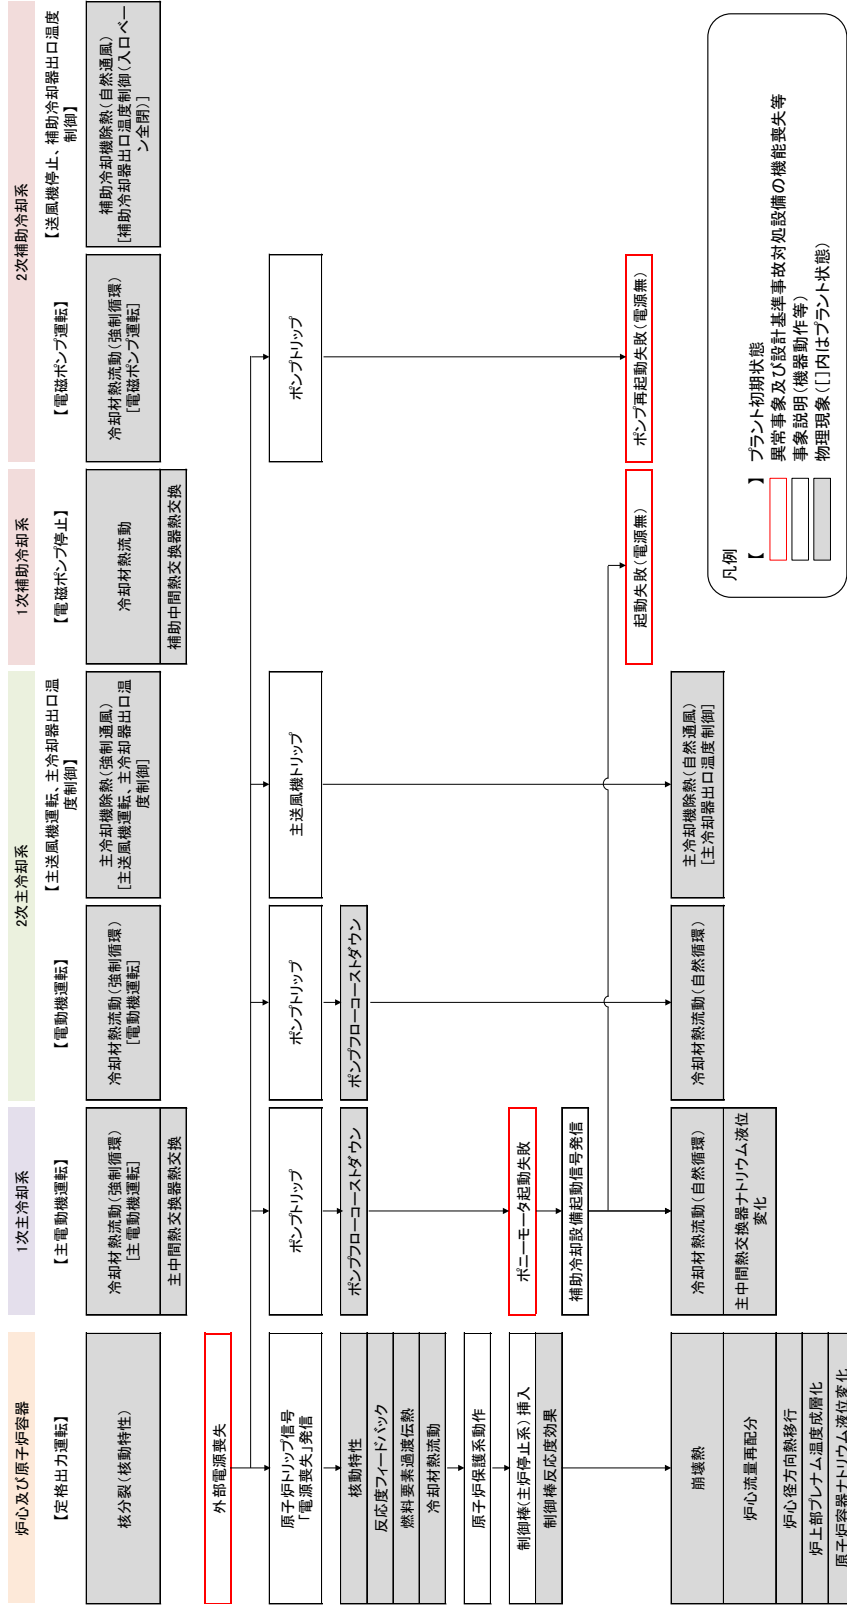 炉心及び原子炉容器
1次主冷却系
2次主冷却系
1次補助冷却系
2次補助冷却系
【定格出力運転】
【主電動機運転】
【電動機運転】
【主送風機運転、主冷却器出口温
度制御】
【電磁ポンプ停止】
【電磁ポンプ運転】
【送風機停止、補助冷却器出口温度
制御】
核分裂(核動特性)
冷却材熱流動(強制循環)
[主電動機運転]
主中間熱交換器熱交換
冷却材熱流動(強制循環)
[電動機運転]
主冷却機除熱(強制通風)
[主送風機運転、主冷却器出口温
度制御]
冷却材熱流動
補助中間熱交換器熱交換
冷却材熱流動(強制循環)
[電磁ポンプ運転]
補助冷却機除熱(自然通風)
[補助冷却器出口温度制御(入口ベー
ン全閉)]
外部電源喪失
原子炉トリップ信号
「電源喪失」発信
ポンプトリップ
ポンプトリップ
主送風機トリップ
ポンプトリップ
核動特性
反応度フィードバック
燃料要素過渡伝熱
冷却材熱流動
ポンプフローコーストダウン
ポンプフローコーストダウン
原子炉保護系動作
制御棒(主炉停止系)挿入
制御棒反応度効果
ポニーモータ起動失敗
補助冷却設備起動信号発信
起動失敗(電源無)
ポンプ再起動失敗(電源無)
崩壊熱
炉心流量再配分
炉心径方向熱移行
炉上部プレナム温度成層化
原子炉容器ナトリウム液位変化
冷却材熱流動(自然循環)
主中間熱交換器ナトリウム液位
変化
冷却材熱流動(自然循環)
主冷却機除熱(自然通風)
[主冷却器出口温度制御]
凡例
【 】 プラント初期状態
異常事象及び設計基準事故対処設備の機能喪失等
事象説明(機器動作等)
物理現象([]内はプラント状態)